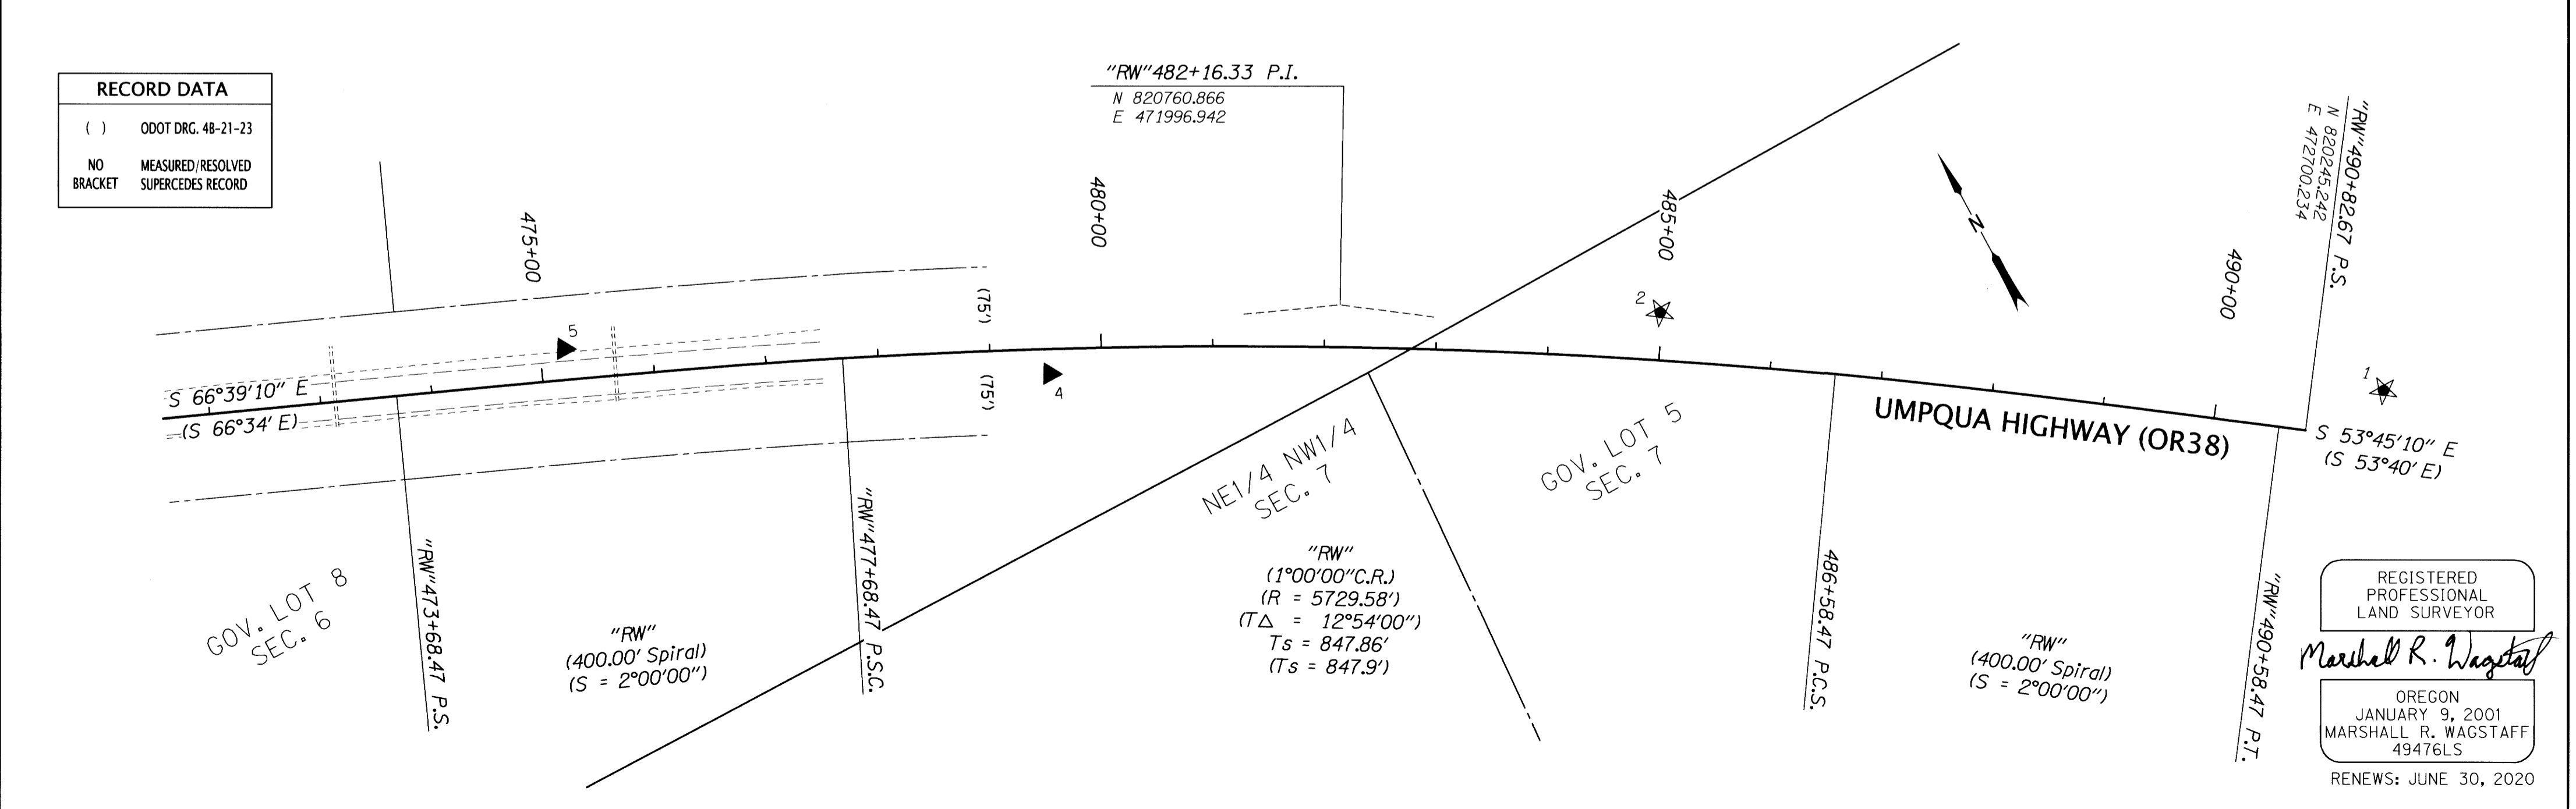 RECORD DATA
( ) ODOT DRG. 4B-21-23
NO BRACKET MEASURED/RESOLVED
SUPERCEDES RECORD
"RW"482+16.33 P.I.
N 820760.866
E 471996.942
475+00
480+00
485+00
490+00
"RW"490+82.67 P.S.
N 820245.242
E 472700.234
N
(75')
(75')
5
4
2
1
S 66°39'10" E
(S 66°34' E)
UMPQUA HIGHWAY (OR38)
S 53°45'10" E
(S 53°40' E)
GOV. LOT 8
SEC. 6
NE1/4 NW1/4
SEC. 7
GOV. LOT 5
SEC. 7
"RW"473+68.47 P.S.
"RW"
(400.00' Spiral)
(S = 2°00'00")
"RW"477+68.47 P.S.C.
"RW"
(1°00'00"C.R.)
(R = 5729.58')
(T△ = 12°54'00")
Ts = 847.86'
(Ts = 847.9')
486+58.47 P.C.S.
"RW"
(400.00' Spiral)
(S = 2°00'00")
"RW"490+58.47 P.T.
REGISTERED
PROFESSIONAL
LAND SURVEYOR
Marshall R. Wagstaff
OREGON
JANUARY 9, 2001
MARSHALL R. WAGSTAFF
49476LS
RENEWS: JUNE 30, 2020